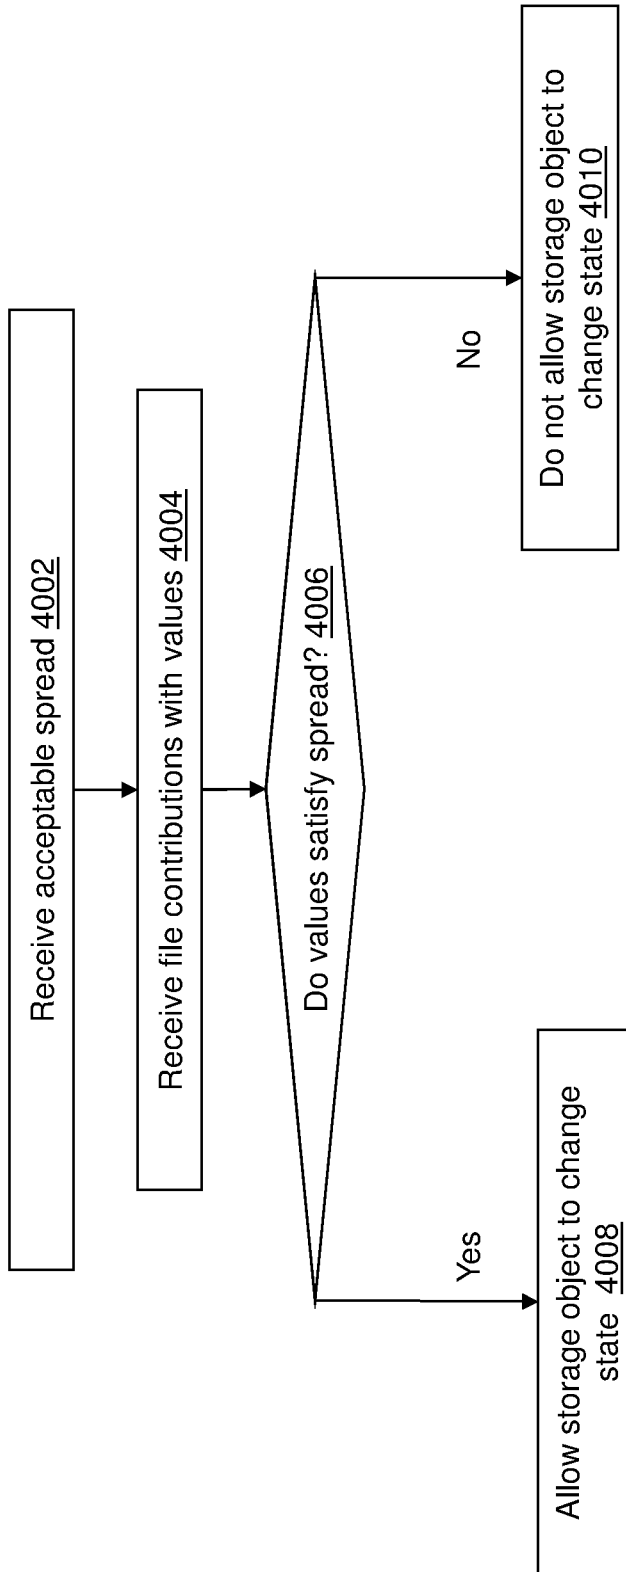 Receive acceptable spread 4002
Receive file contributions with values 4004
Do values satisfy spread? 4006
Yes
No
Allow storage object to change
state 4008
Do not allow storage object to
change state 4010